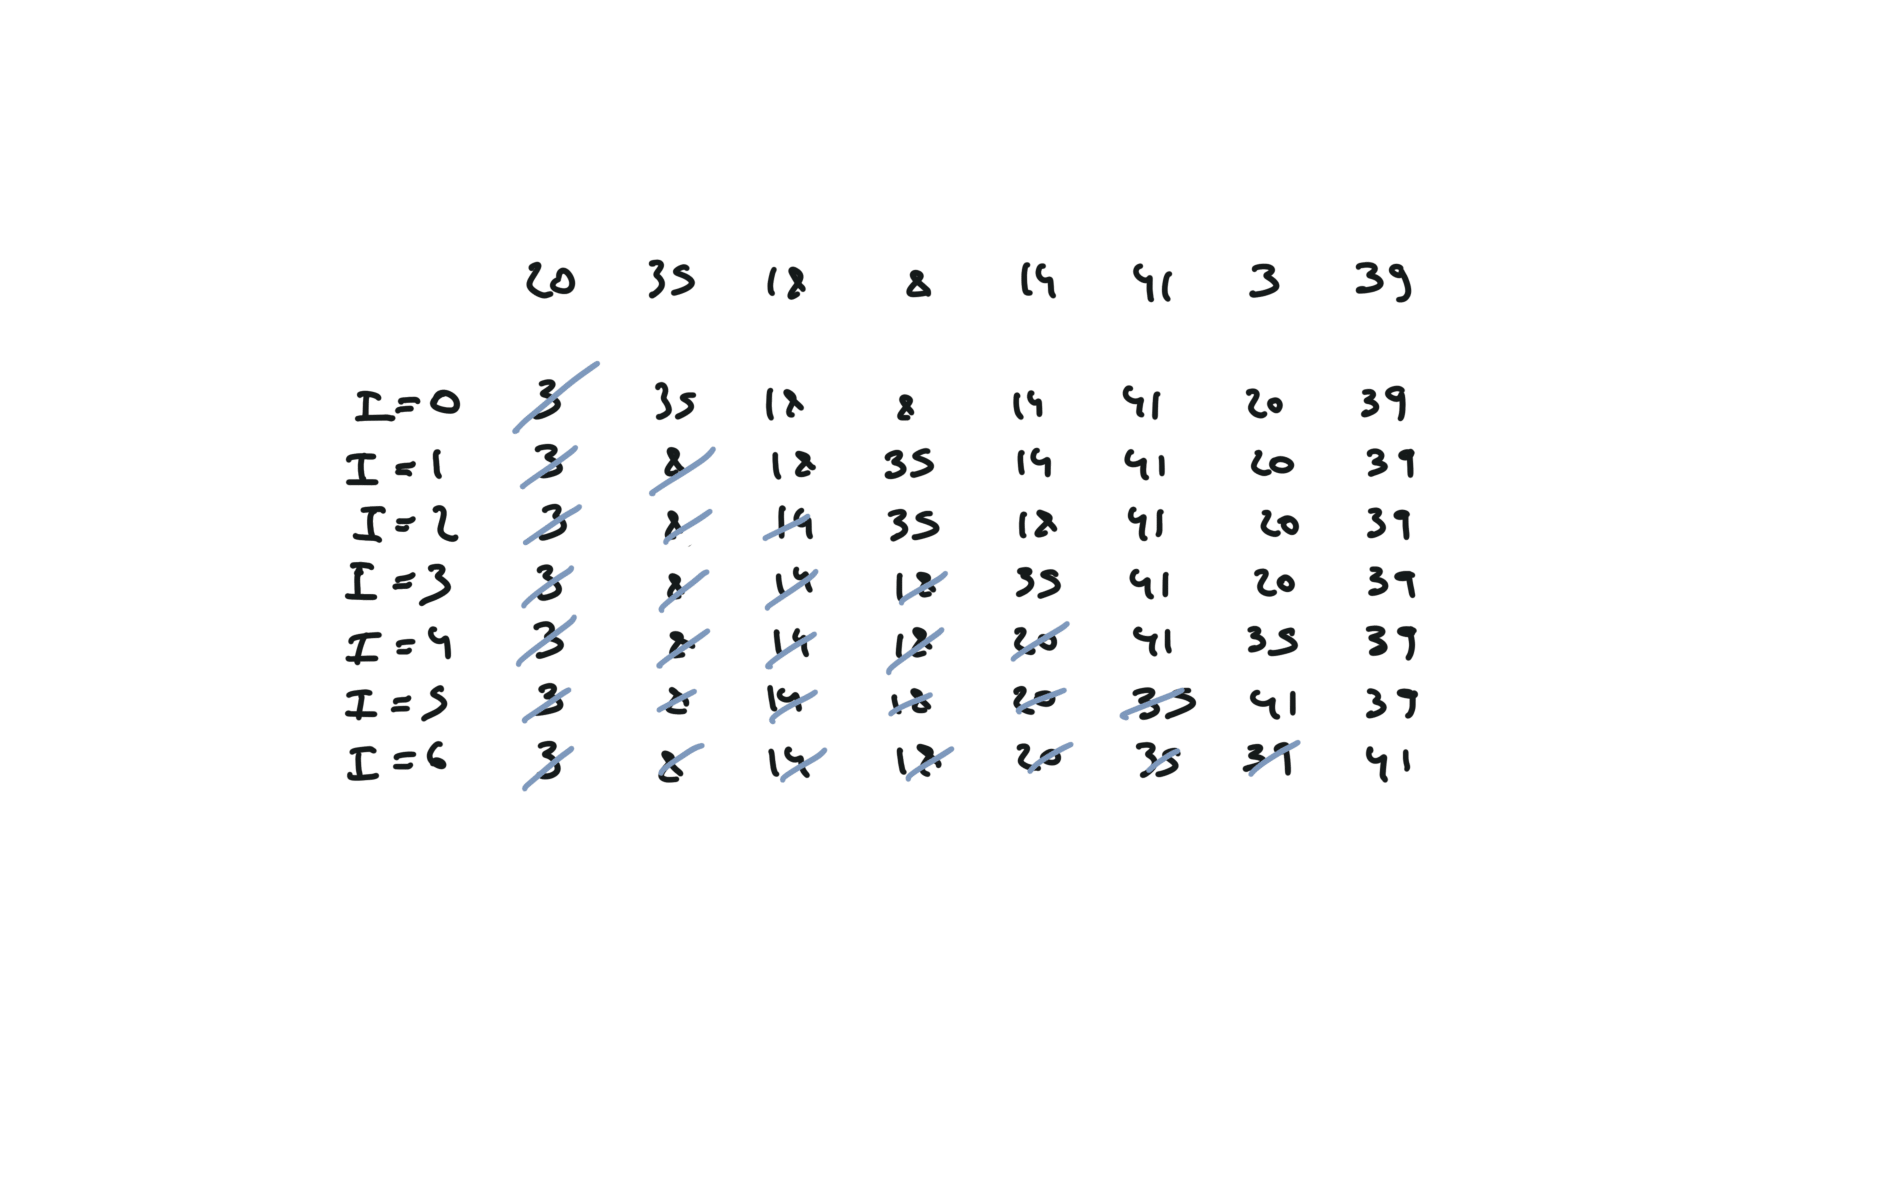 20 35 18 8 14 41 3 39
I=0 3 35 18 8 14 41 20 39
I=1 3 8 18 35 14 41 20 39
I=2 3 8 14 35 18 41 20 39
I=3 3 8 14 18 35 41 20 39
I=4 3 8 14 18 20 41 35 39
I=5 3 8 14 18 20 35 41 39
I=6 3 8 14 18 20 35 39 41